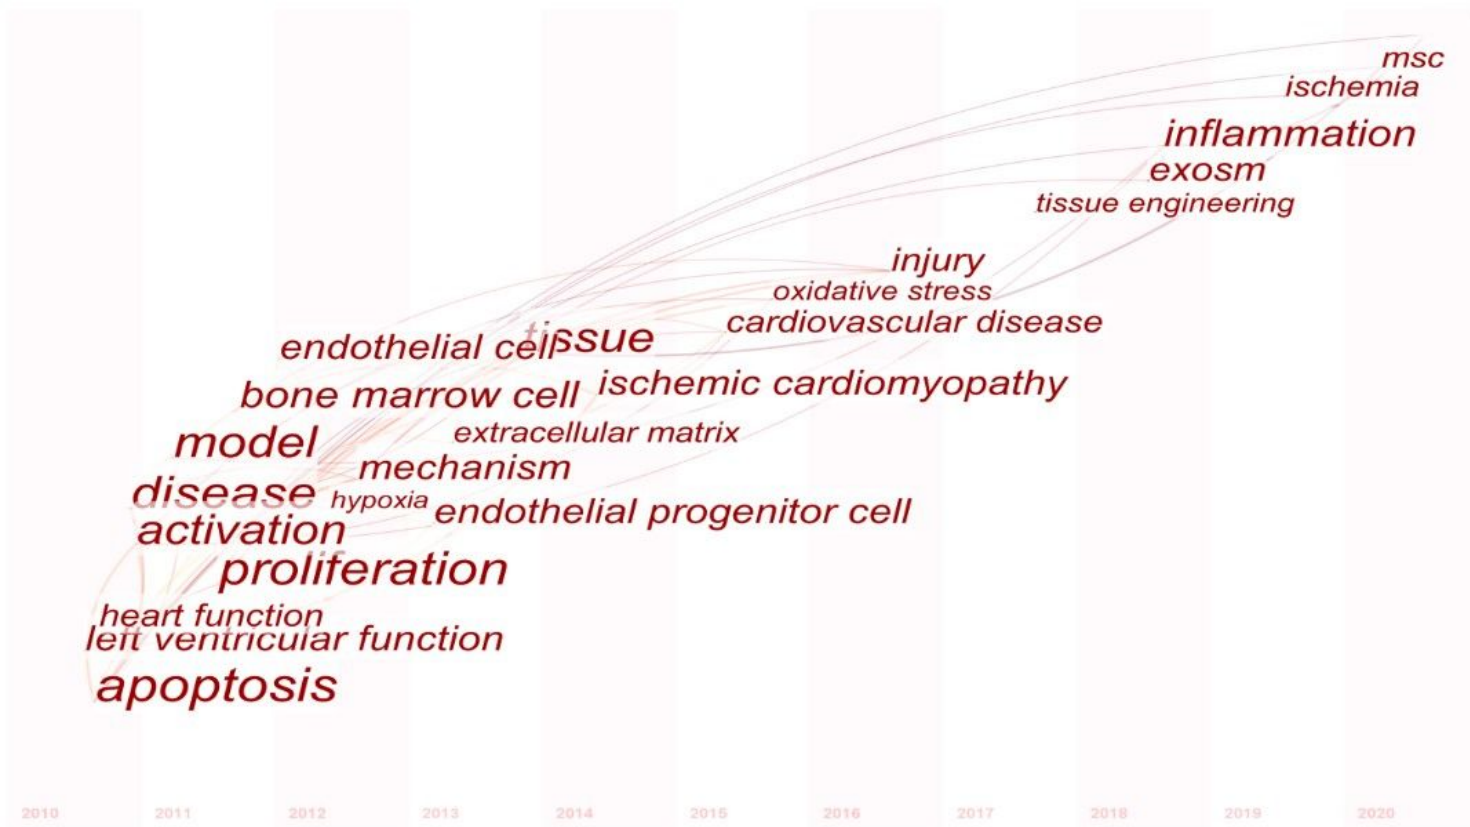 msc
ischemia
inflammation
exosm
tissue engineering
injury
oxidative stress
cardiovascular disease
tissue
endothelial cell
ischemic cardiomyopathy
bone marrow cell
extracellular matrix
model
mechanism
disease
hypoxia
endothelial progenitor cell
activation
proliferation
heart function
left ventricular function
apoptosis
2010 2011 2012 2013 2014 2015 2016 2017 2018 2019 2020